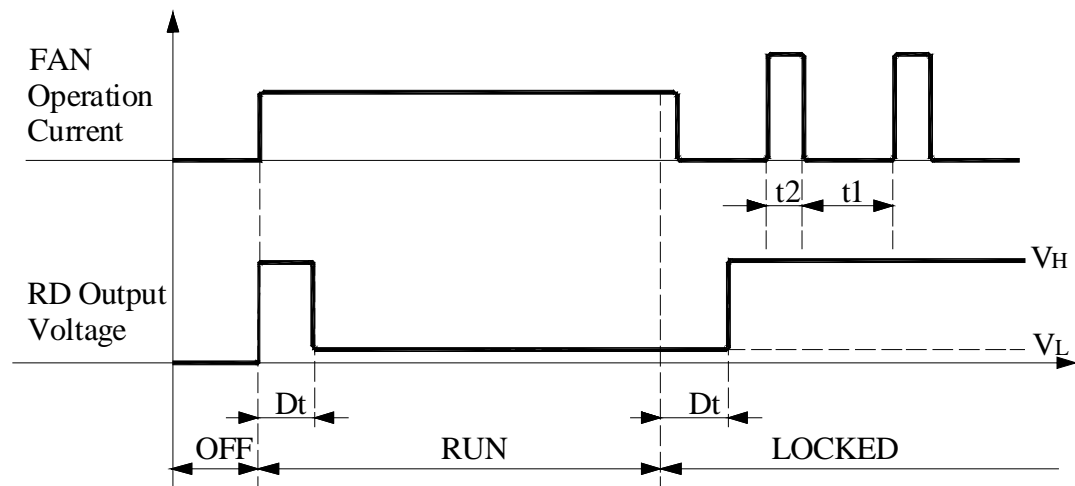 FAN
Operation
Current
t2
t1
VH
RD Output
Voltage
VL
Dt
Dt
OFF
RUN
LOCKED